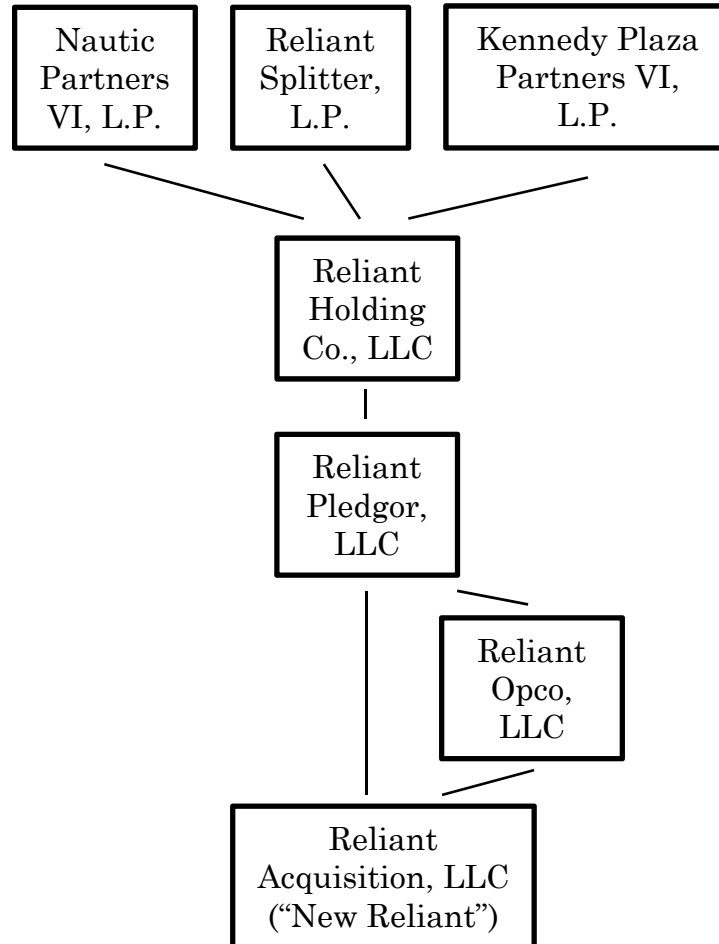 Nautic
Partners
VI, L.P.
Reliant
Splitter,
L.P.
Kennedy Plaza
Partners VI,
L.P.
Reliant
Holding
Co., LLC
Reliant
Pledgor,
LLC
Reliant
Opco,
LLC
Reliant
Acquisition, LLC
(“New Reliant”)